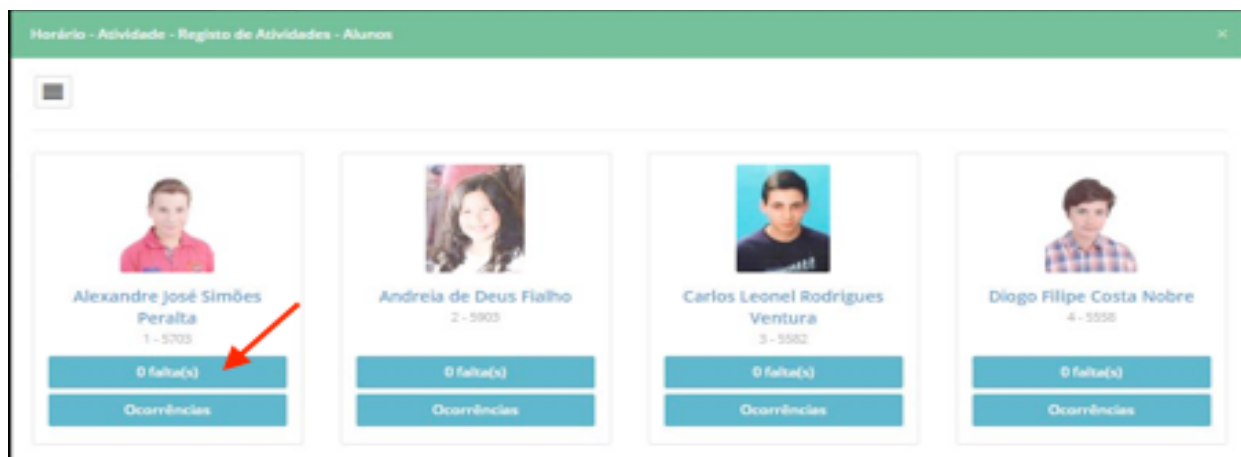 Horário - Atividade - Registo de Atividades - Alunos
×
Alexandre José Simões
Peralta
1 - 5703
0 falta(s)
Ocorrências
Andreia de Deus Fialho
2 - 5903
0 falta(s)
Ocorrências
Carlos Leonel Rodrigues
Ventura
3 - 5582
0 falta(s)
Ocorrências
Diogo Filipe Costa Nobre
4 - 5558
0 falta(s)
Ocorrências